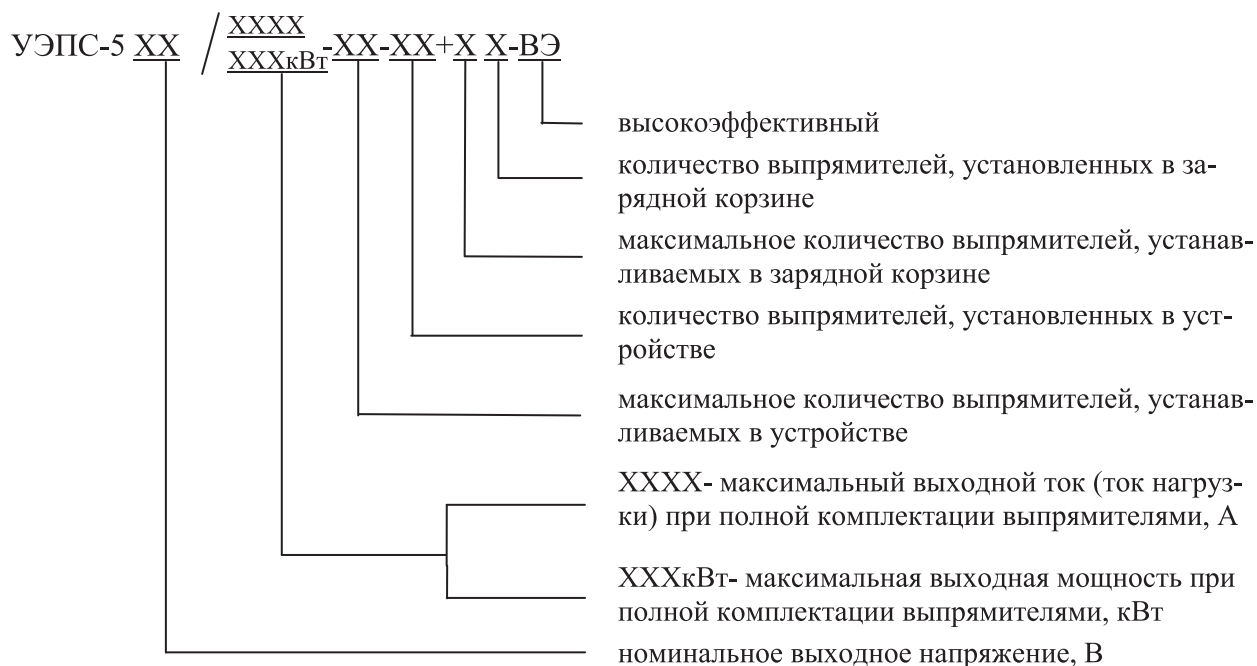 УЭПС-5 XX / XXXX
XXXкВт -XX-XX+X X-ВЭ
высокоэффективный
количество выпрямителей, установленных в за-
рядной корзине
максимальное количество выпрямителей, устанав-
ливаемых в зарядной корзине
количество выпрямителей, установленных в уст-
ройстве
максимальное количество выпрямителей, устанав-
ливаемых в устройстве
XXXX- максимальный выходной ток (ток нагруз-
ки) при полной комплектации выпрямителями, А
XXXкВт- максимальная выходная мощность при
полной комплектации выпрямителями, кВт
номинальное выходное напряжение, В